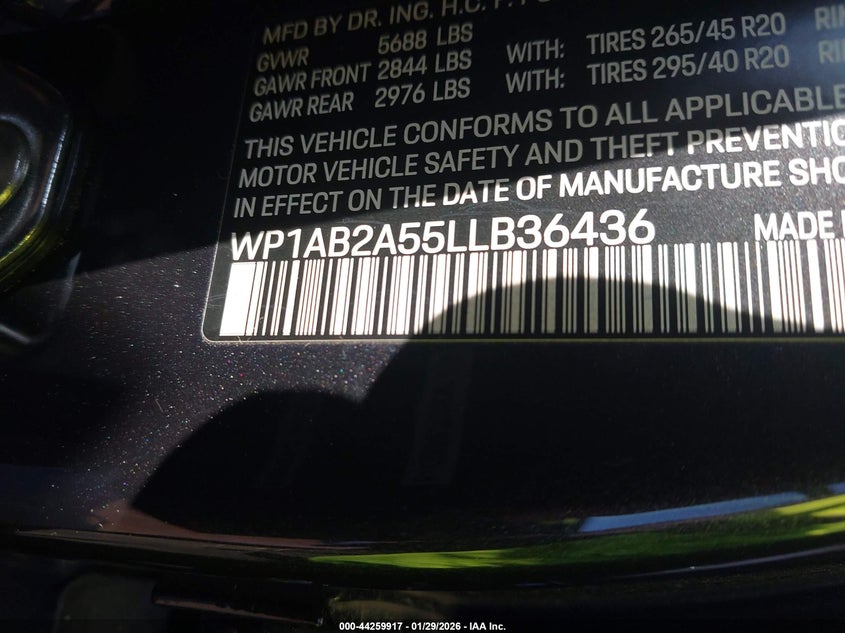 MFD BY DR. ING. H.C. F.
GVWR 5688 LBS
GAWR FRONT 2844 LBS WITH: TIRES 265/45 R20
GAWR REAR 2976 LBS WITH: TIRES 295/40 R20
THIS VEHICLE CONFORMS TO ALL APPLICABLE
MOTOR VEHICLE SAFETY AND THEFT PREVENTIO
IN EFFECT ON THE DATE OF MANUFACTURE SHO
WP1AB2A55LLB36436 MADE
000-44259917 - 01/29/2026 - IAA Inc.